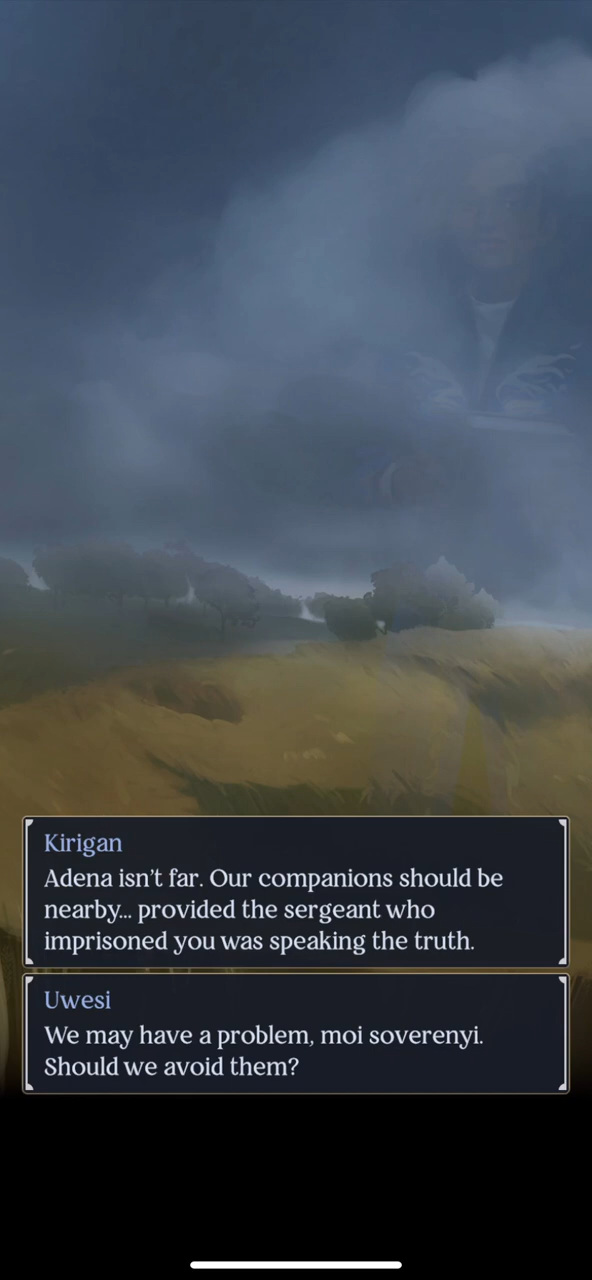 Kirigan
Adena isn't far. Our companions should be
nearby... provided the sergeant who
imprisoned you was speaking the truth.
Uwesi
We may have a problem, moi soverenyi.
Should we avoid them?